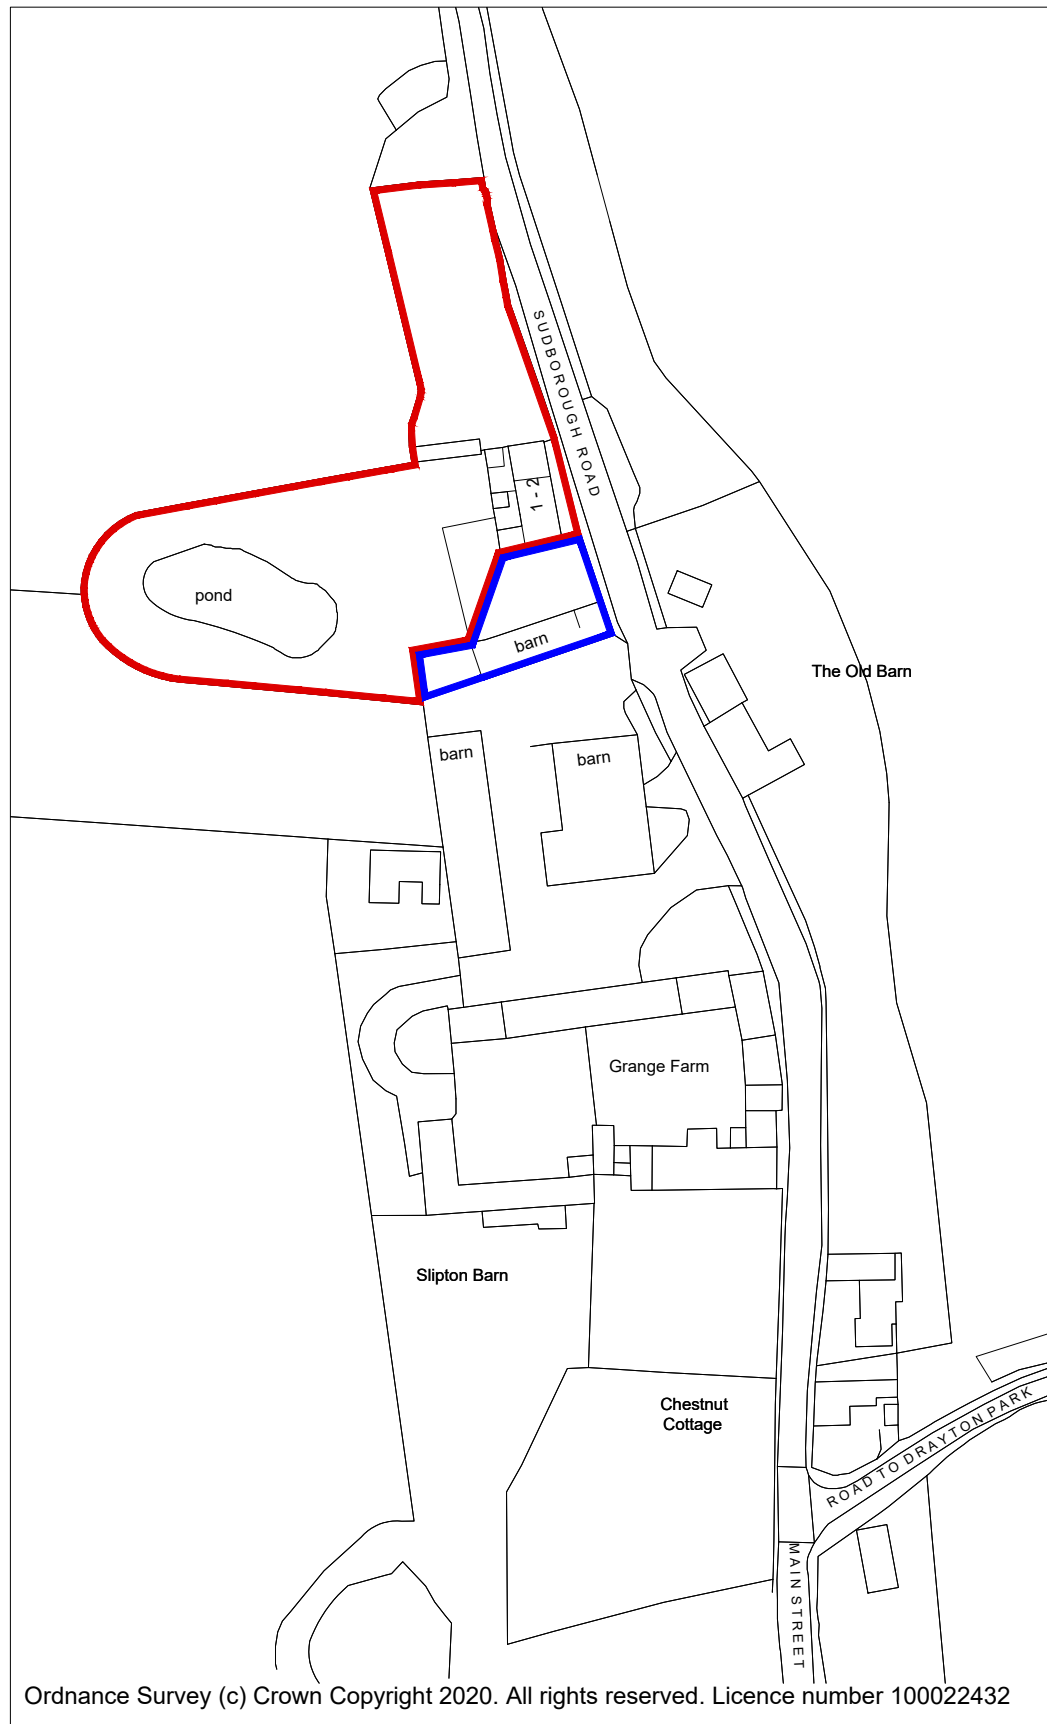 SUDBOROUGH ROAD
1 - 2
pond
barn
The Old Barn
barn
barn
Grange Farm
Slipton Barn
Chestnut
Cottage
ROAD TO DRAYTON PARK
MAIN STREET
Ordnance Survey (c) Crown Copyright 2020. All rights reserved. Licence number 100022432